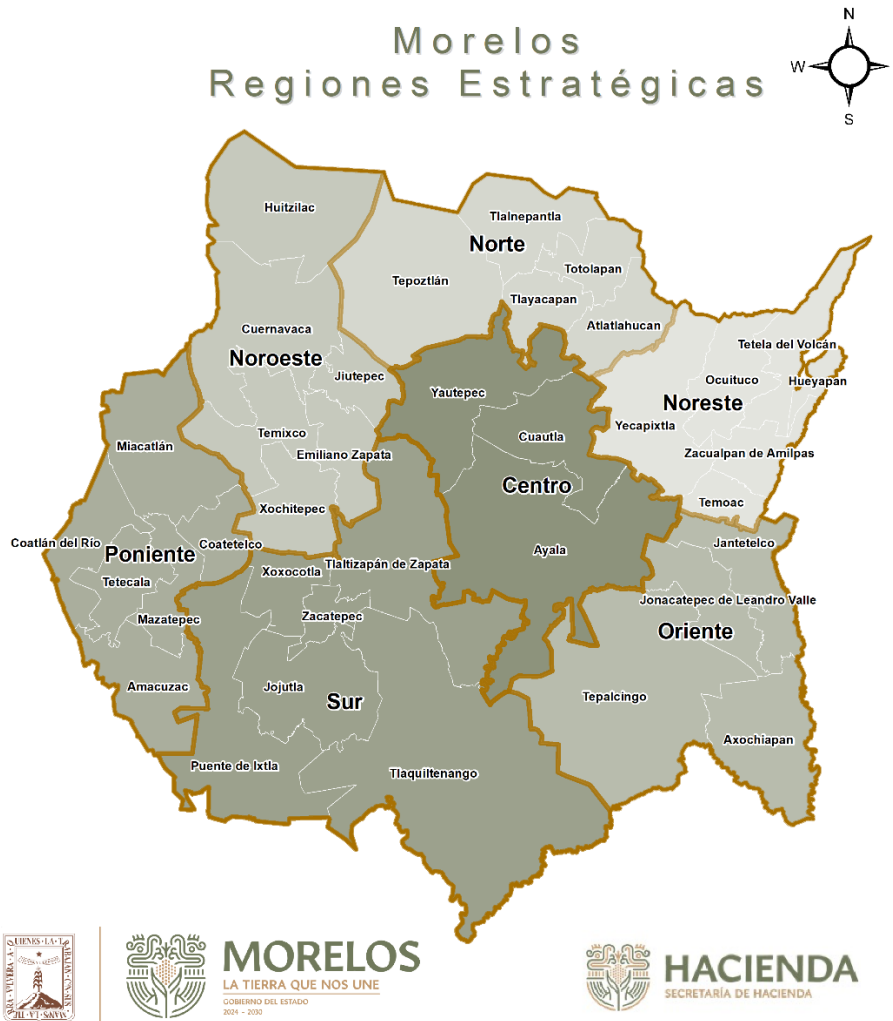 Morelos
Regiones Estratégicas
N
W
S
Huitzilac
Tlalnepantla
Norte
Totolapan
Tepoztlán
Tlayacapan
Atlatlahucan
Cuernavaca
Noroeste
Jiutepec
Tetela del Volcán
Ocuituco
Hueyapan
Noreste
Yautepec
Yecapixtla
Cuautla
Temixco
Miacatlán
Emiliano Zapata
Zacualpan de Amilpas
Centro
Temoac
Xochitepec
Coatlán del Río
Poniente
Coatetelco
Ayala
Jantetelco
Xoxocotla
Tlaltizapán de Zapata
Tetecala
Jonacatepec de Leandro Valle
Mazatepec
Zacatepec
Oriente
Amacuzac
Jojutla
Sur
Tepalcingo
Axochiapan
Puente de Ixtla
Tlaquiltenango
MORELOS
LA TIERRA QUE NOS UNE
GOBIERNO DEL ESTADO
2024 - 2030
HACIENDA
SECRETARÍA DE HACIENDA